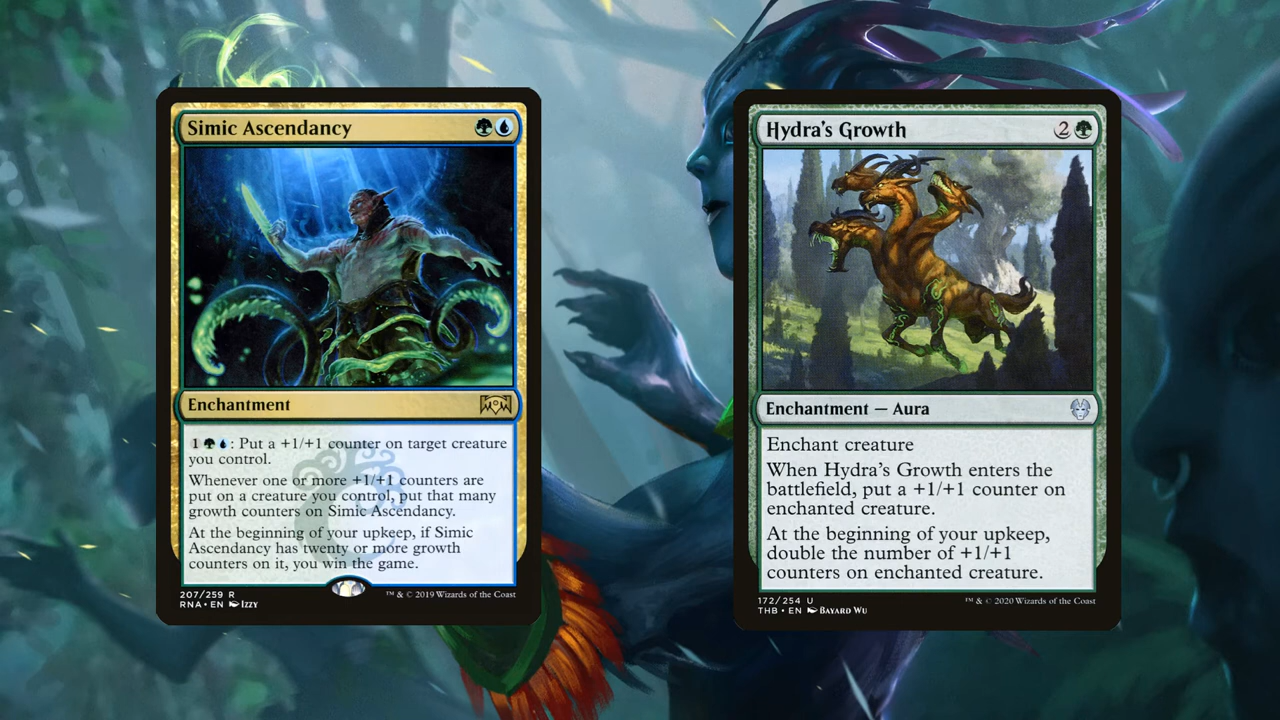 Simic Ascendancy
Enchantment
1: Put a +1/+1 counter on target creature
you control.
Whenever one or more +1/+1 counters are
put on a creature you control, put that many
growth counters on Simic Ascendancy.
At the beginning of your upkeep, if Simic
Ascendancy has twenty or more growth
counters on it, you win the game.
207/259 R
RNA • EN Izzy
™ & © 2019 Wizards of the Coast
Hydra's Growth 2
Enchantment — Aura
Enchant creature
When Hydra's Growth enters the
battlefield, put a +1/+1 counter on
enchanted creature.
At the beginning of your upkeep,
double the number of +1/+1
counters on enchanted creature.
172/254 U
THB • EN Bayard Wu
™ & © 2020 Wizards of the Coast